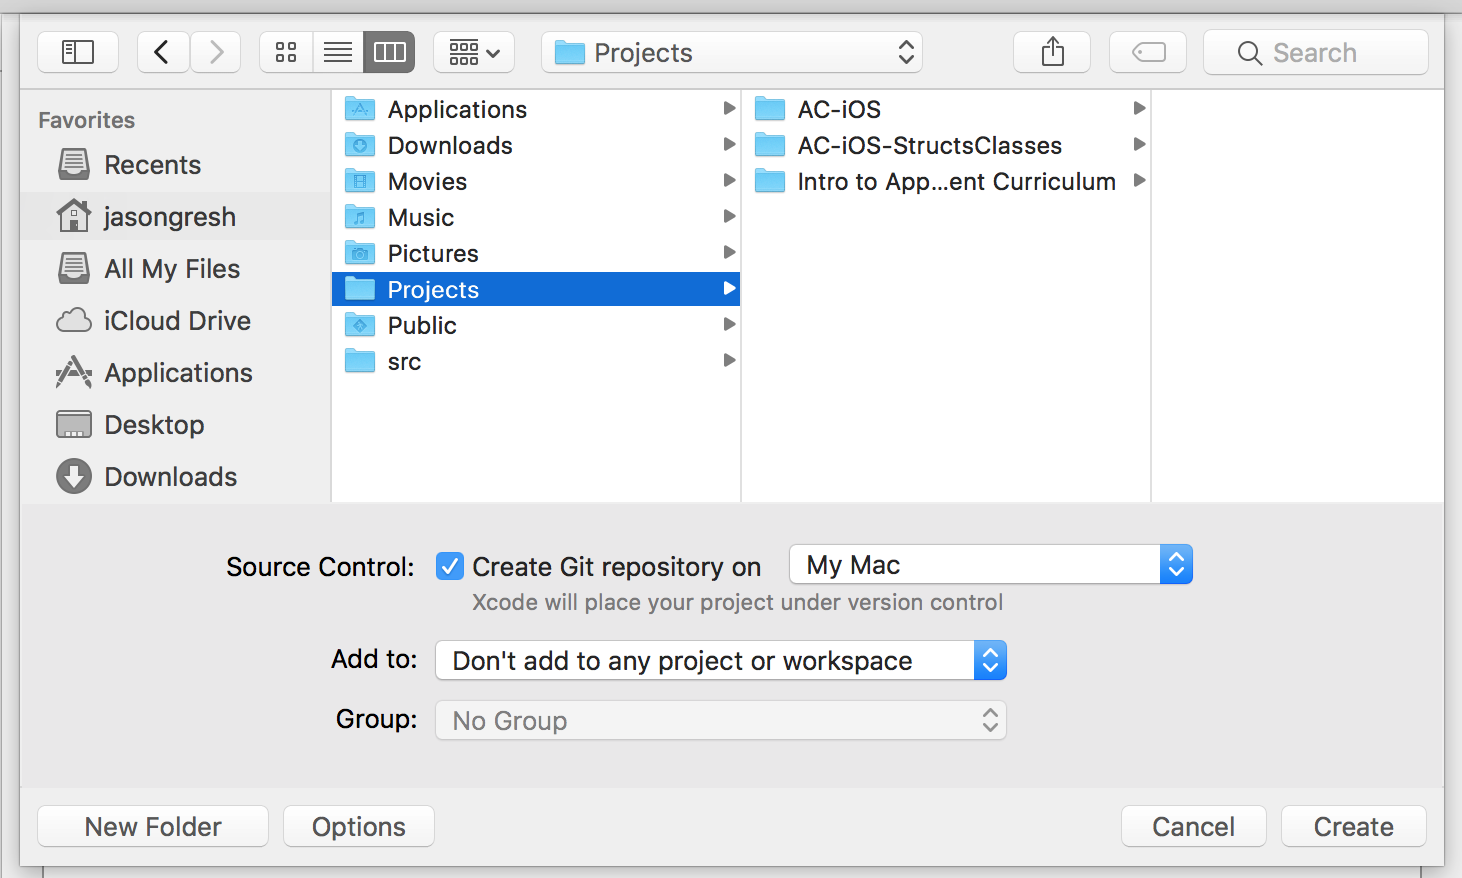 Projects
Search
Favorites
Recents
jasongresh
All My Files
iCloud Drive
Applications
Desktop
Downloads
Applications
Downloads
Movies
Music
Pictures
Projects
Public
src
AC-iOS
AC-iOS-StructsClasses
Intro to App...ent Curriculum
Source Control: Create Git repository on My Mac
Xcode will place your project under version control
Add to: Don't add to any project or workspace
Group: No Group
New Folder Options Cancel Create